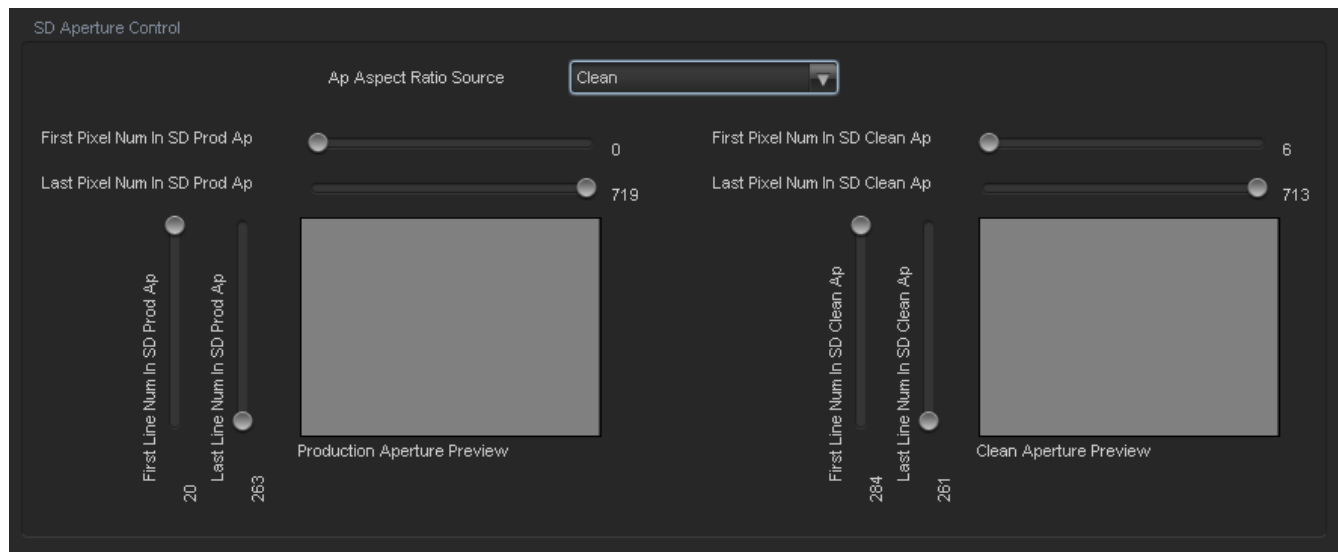 SD Aperture Control
Ap Aspect Ratio Source Clean
First Pixel Num In SD Prod Ap 0
Last Pixel Num In SD Prod Ap 719
First Line Num In SD Prod Ap 20
Last Line Num In SD Prod Ap 263
Production Aperture Preview
First Pixel Num In SD Clean Ap 6
Last Pixel Num In SD Clean Ap 713
First Line Num In SD Clean Ap 284
Last Line Num In SD Clean Ap 261
Clean Aperture Preview